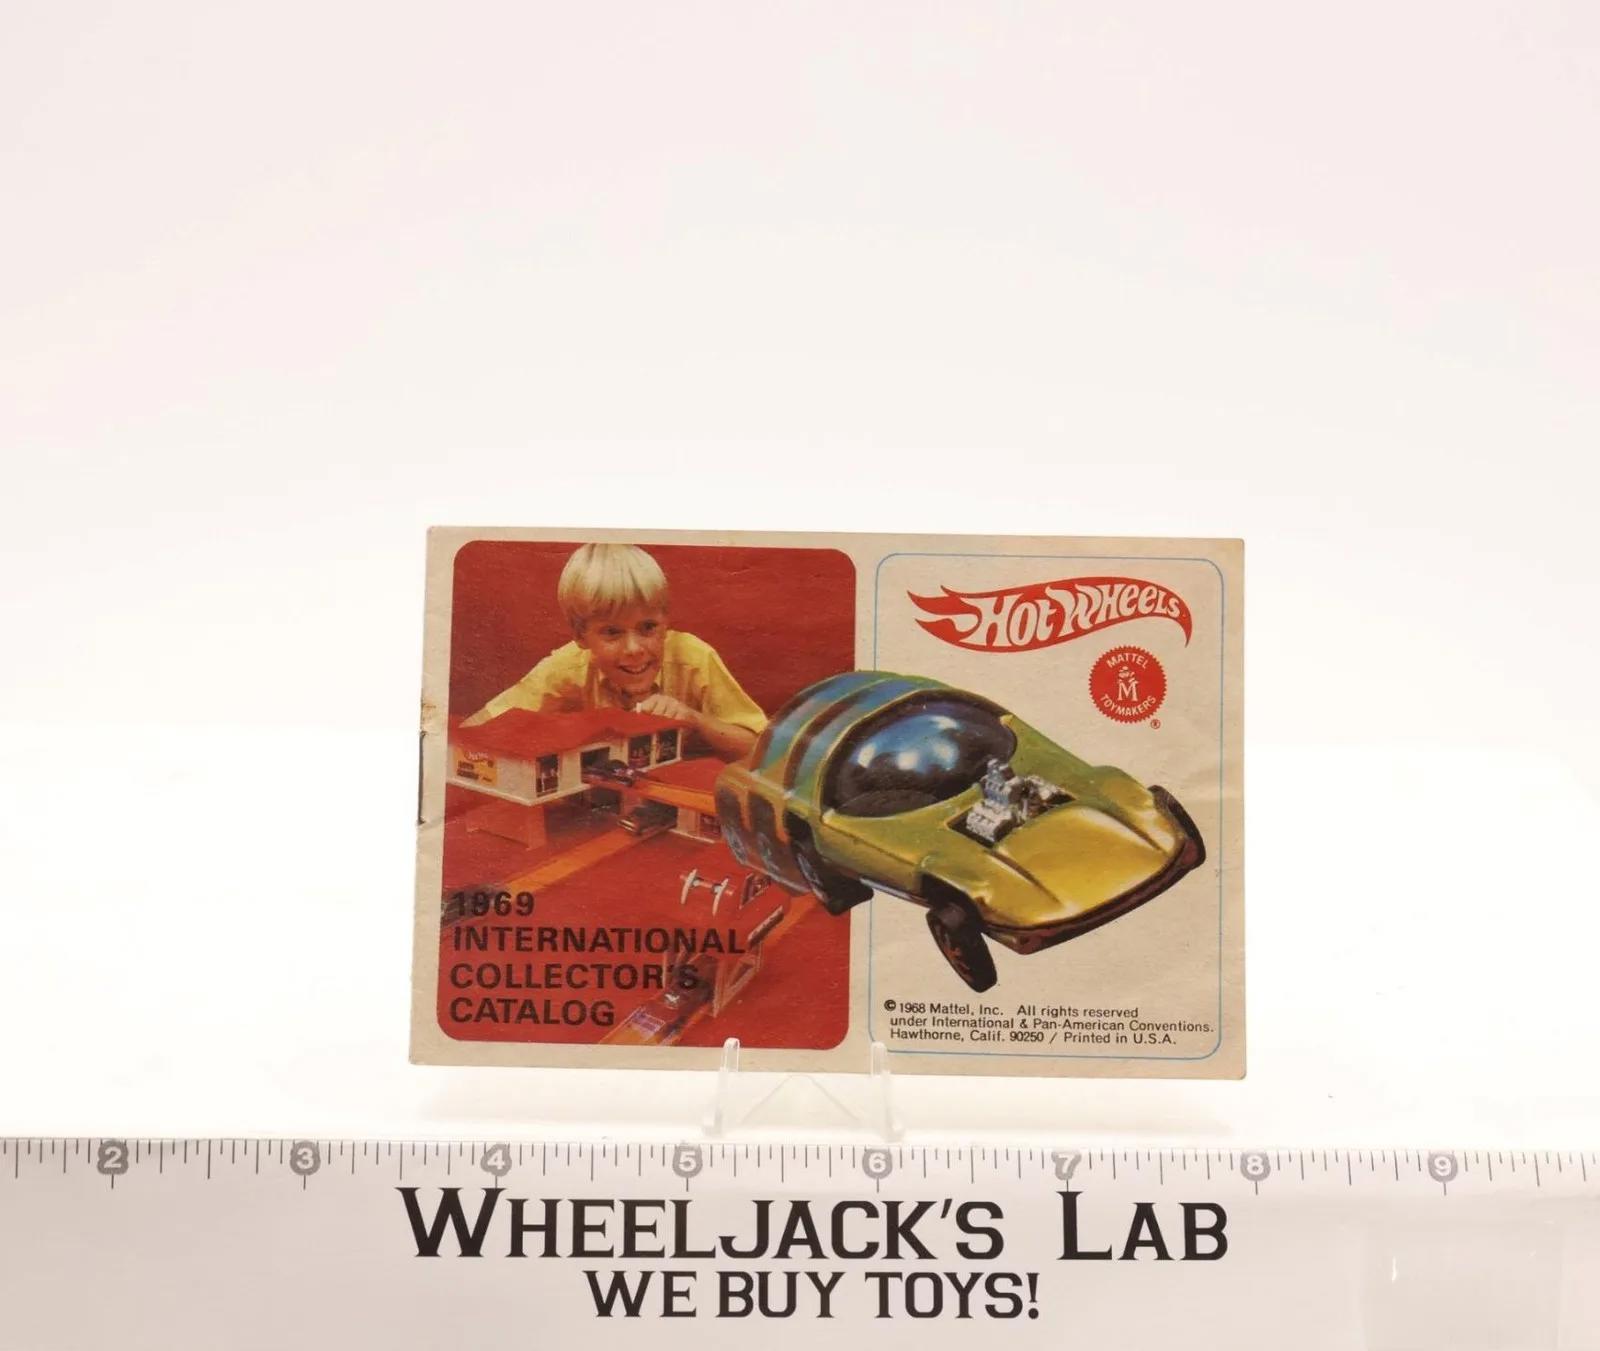 Hot Wheels
MATTEL
M
TOYMAKERS
®
1969
INTERNATIONAL
COLLECTOR'S
CATALOG
© 1968 Mattel, Inc. All rights reserved
under International & Pan-American Conventions.
Hawthorne, Calif. 90250 / Printed in U.S.A.
2 3 4 5 6 7 8 9
WHEELJACK'S LAB
WE BUY TOYS!